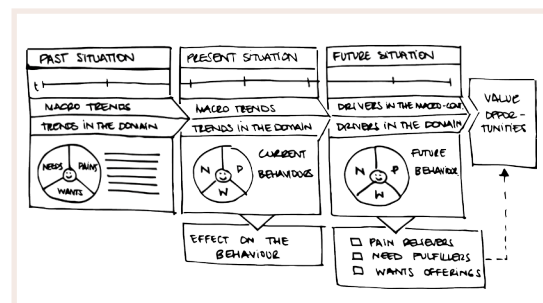 PAST SITUATION
t
MACRO TRENDS
TRENDS IN THE DOMAIN
NEEDS
PAINS
WANTS
PRESENT SITUATION
MACRO TRENDS
TRENDS IN THE DOMAIN
N
P
W
CURRENT
BEHAVIORS
EFFECT ON THE
BEHAVIOUR
FUTURE SITUATION
DRIVERS IN THE MACRO-CONT
DRIVERS IN THE DOMAIN
N
P
W
FUTURE
BEHAVIOR
PAIN RELIEVERS
NEED FULFILLERS
WANTS OFFERINGS
VALUE
OPPOR-
TUNITIES